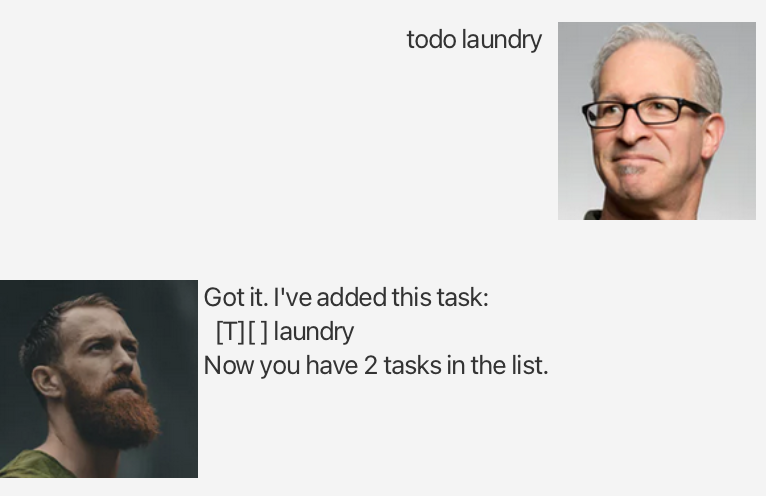 todo laundry
Got it. I've added this task:
[T][ ] laundry
Now you have 2 tasks in the list.